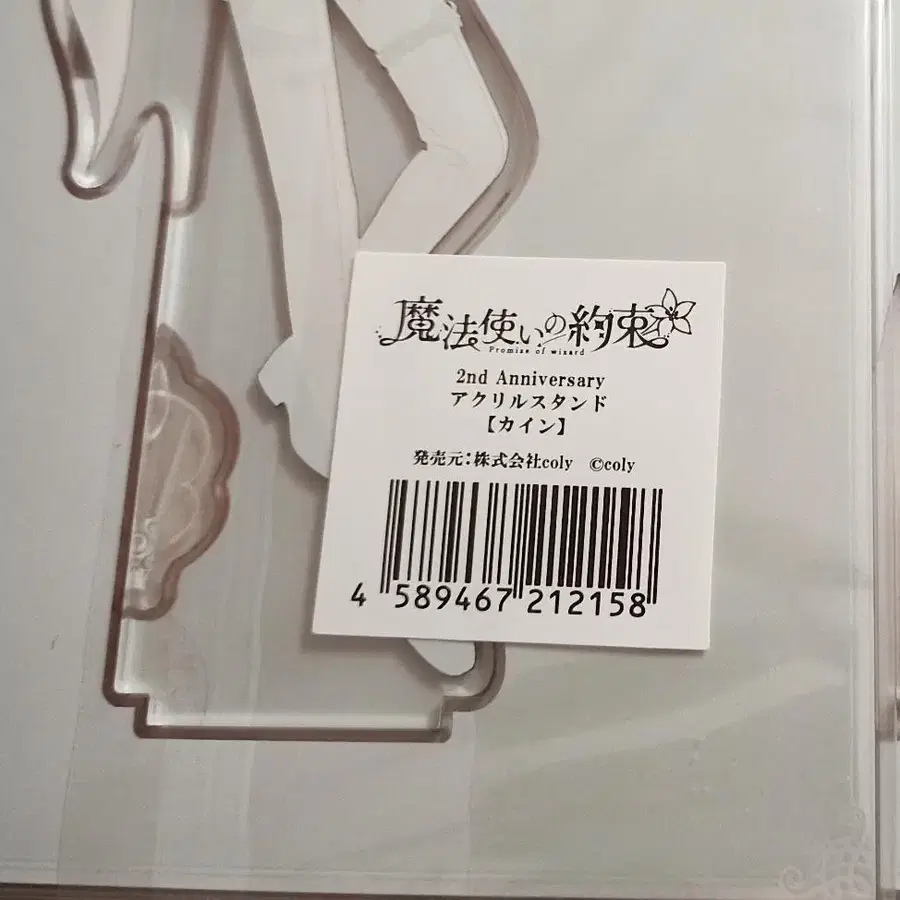 魔法使いの約束
Promise of wizard
2nd Anniversary
アクリルスタンド
【カイン】
発売元：株式会社coly ©coly
4 589467 212158